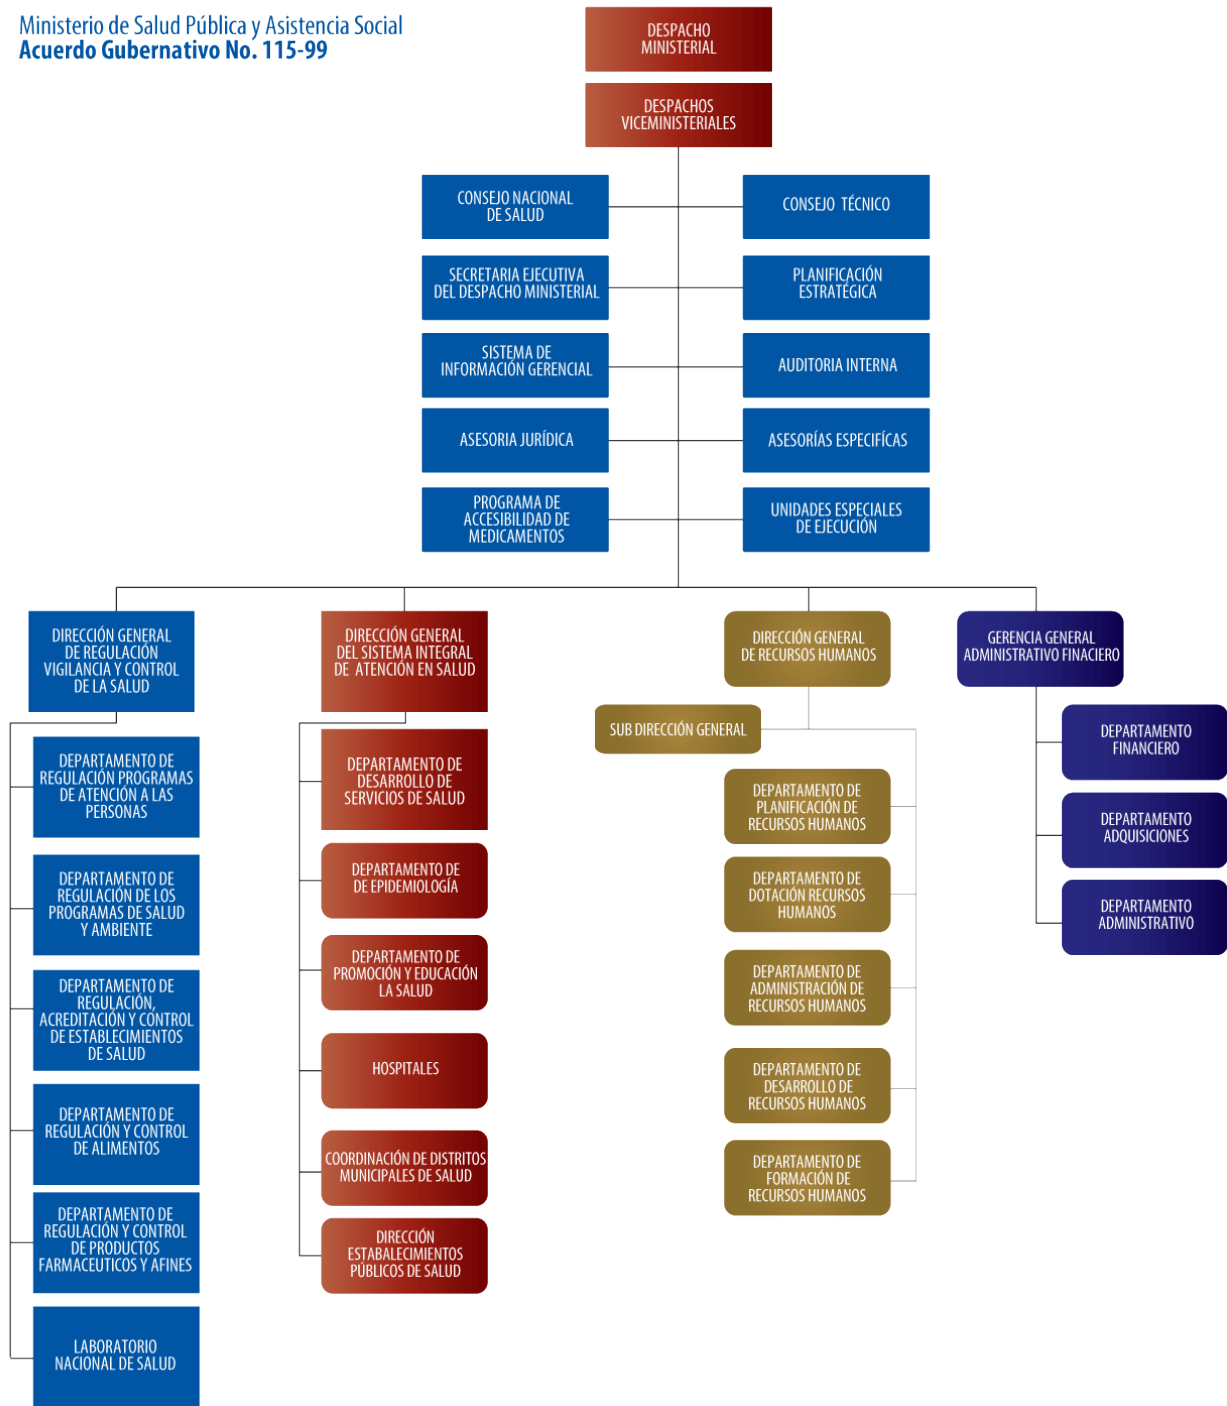 Ministerio de Salud Pública y Asistencia Social
Acuerdo Gubernativo No. 115-99
DESPACHO
MINISTERIAL
DESPACHOS
VICEMINISTERIALES
CONSEJO NACIONAL
DE SALUD
CONSEJO TÉCNICO
SECRETARIA EJECUTIVA
DEL DESPACHO MINISTERIAL
PLANIFICACIÓN
ESTRATÉGICA
SISTEMA DE
INFORMACIÓN GERENCIAL
AUDITORIA INTERNA
ASESORIA JURÍDICA
ASESORÍAS ESPECIFÍCAS
PROGRAMA DE
ACCESIBILIDAD DE
MEDICAMENTOS
UNIDADES ESPECIALES
DE EJECUCIÓN
DIRECCIÓN GENERAL
DE REGULACIÓN
VIGILANCIA Y CONTROL
DE LA SALUD
DEPARTAMENTO DE
REGULACIÓN PROGRAMAS
DE ATENCIÓN A LAS
PERSONAS
DEPARTAMENTO DE
REGULACIÓN DE LOS
PROGRAMAS DE SALUD
Y AMBIENTE
DEPARTAMENTO DE
REGULACIÓN,
ACREDITACIÓN Y CONTROL
DE ESTABLECIMIENTOS
DE SALUD
DEPARTAMENTO DE
REGULACIÓN Y CONTROL
DE ALIMENTOS
DEPARTAMENTO DE
REGULACIÓN Y CONTROL
DE PRODUCTOS
FARMACEUTICOS Y AFINES
LABORATORIO
NACIONAL DE SALUD
DIRECCIÓN GENERAL
DEL SISTEMA INTEGRAL
DE ATENCIÓN EN SALUD
DEPARTAMENTO DE
DESARROLLO DE
SERVICIOS DE SALUD
DEPARTAMENTO DE
DE EPIDEMIOLOGÍA
DEPARTAMENTO DE
PROMOCIÓN Y EDUCACIÓN
LA SALUD
HOSPITALES
COORDINACIÓN DE DISTRITOS
MUNICIPALES DE SALUD
DIRECCIÓN
ESTABALECIMIENTOS
PÚBLICOS DE SALUD
DIRECCIÓN GENERAL
DE RECURSOS HUMANOS
SUB DIRECCIÓN GENERAL
DEPARTAMENTO DE
PLANIFICACIÓN DE
RECURSOS HUMANOS
DEPARTAMENTO DE
DOTACIÓN RECURSOS
HUMANOS
DEPARTAMENTO DE
ADMINISTRACIÓN DE
RECURSOS HUMANOS
DEPARTAMENTO DE
DESARROLLO DE
RECURSOS HUMANOS
DEPARTAMENTO DE
FORMACIÓN DE
RECURSOS HUMANOS
GERENCIA GENERAL
ADMINISTRATIVO FINACIERO
DEPARTAMENTO
FINANCIERO
DEPARTAMENTO
ADQUISICIONES
DEPARTAMENTO
ADMINISTRATIVO